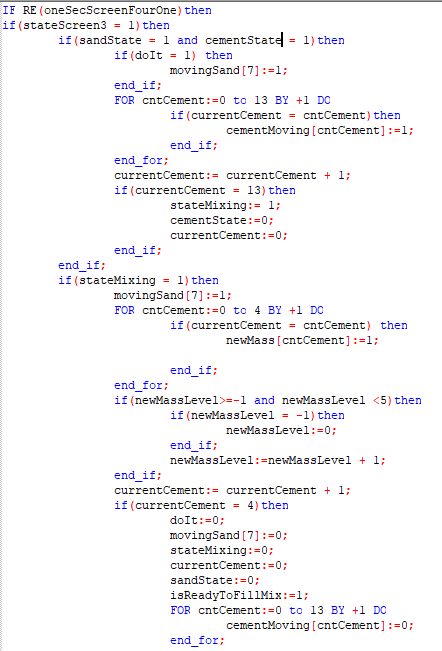 IF RE(oneSecScreenFourOne)then
if(stateScreen3 = 1)then
if(sandState = 1 and cementState = 1)then
if(doIt = 1) then
movingSand[7]:=1;
end_if;
FOR cntCement:=0 to 13 BY +1 DO
if(currentCement = cntCement)then
cementMoving[cntCement]:=1;
end_if;
end_for;
currentCement:= currentCement + 1;
if(currentCement = 13)then
stateMixing:= 1;
cementState:=0;
currentCement:=0;
end_if;
end_if;
if(stateMixing = 1)then
movingSand[7]:=1;
FOR cntCement:=0 to 4 BY +1 DO
if(currentCement = cntCement) then
newMass[cntCement]:=1;
end_if;
end_for;
if(newMassLevel>=-1 and newMassLevel <5)then
if(newMassLevel = -1)then
newMassLevel:=0;
end_if;
newMassLevel:=newMassLevel + 1;
end_if;
currentCement:= currentCement + 1;
if(currentCement = 4)then
doIt:=0;
movingSand[7]:=0;
stateMixing:=0;
currentCement:=0;
sandState:=0;
isReadyToFillMix:=1;
FOR cntCement:=0 to 13 BY +1 DO
cementMoving[cntCement]:=0;
end_for;